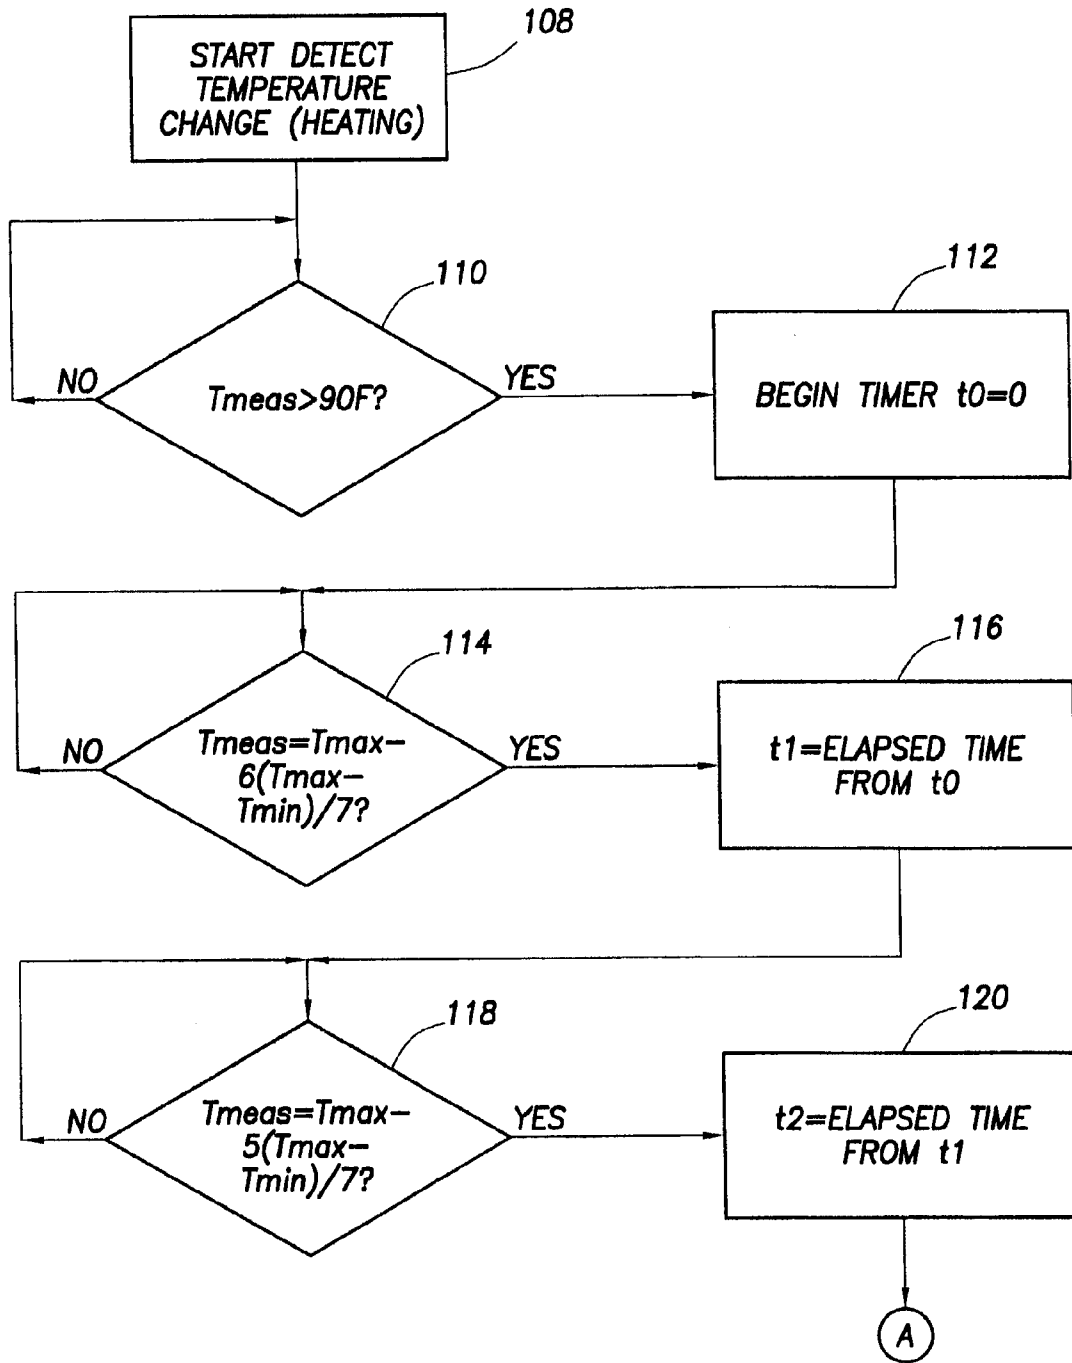 108
START DETECT
TEMPERATURE
CHANGE (HEATING)
110
112
NO
Tmeas>90F?
YES
BEGIN TIMER t0=0
114
116
NO
Tmeas=Tmax–
6(Tmax–
Tmin)/7?
YES
t1=ELAPSED TIME
FROM t0
118
120
NO
Tmeas=Tmax–
5(Tmax–
Tmin)/7?
YES
t2=ELAPSED TIME
FROM t1
A